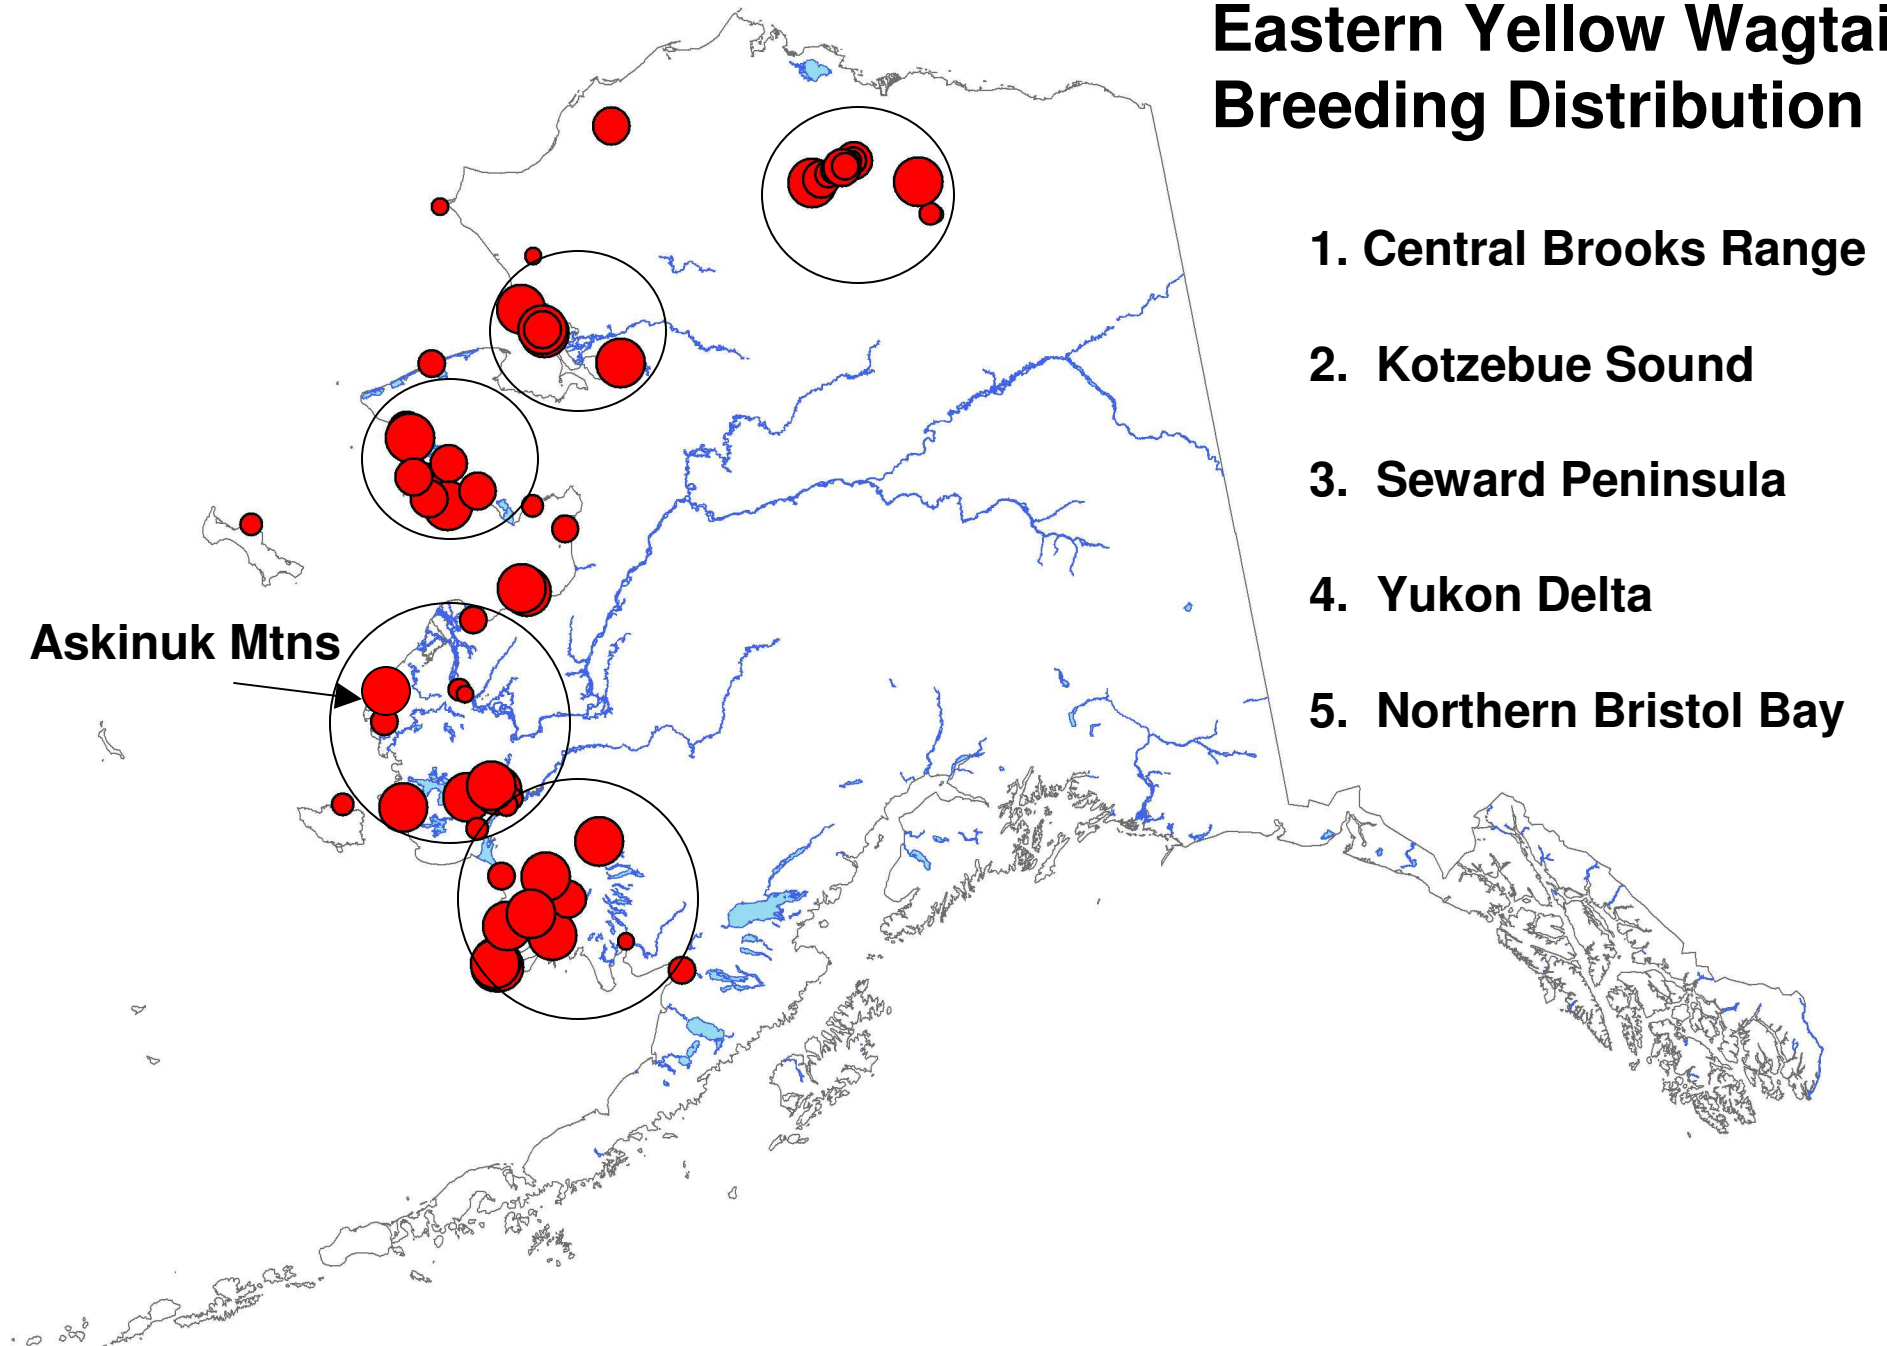 Eastern Yellow Wagtai
Breeding Distribution
1. Central Brooks Range
2. Kotzebue Sound
3. Seward Peninsula
4. Yukon Delta
5. Northern Bristol Bay
Askinuk Mtns